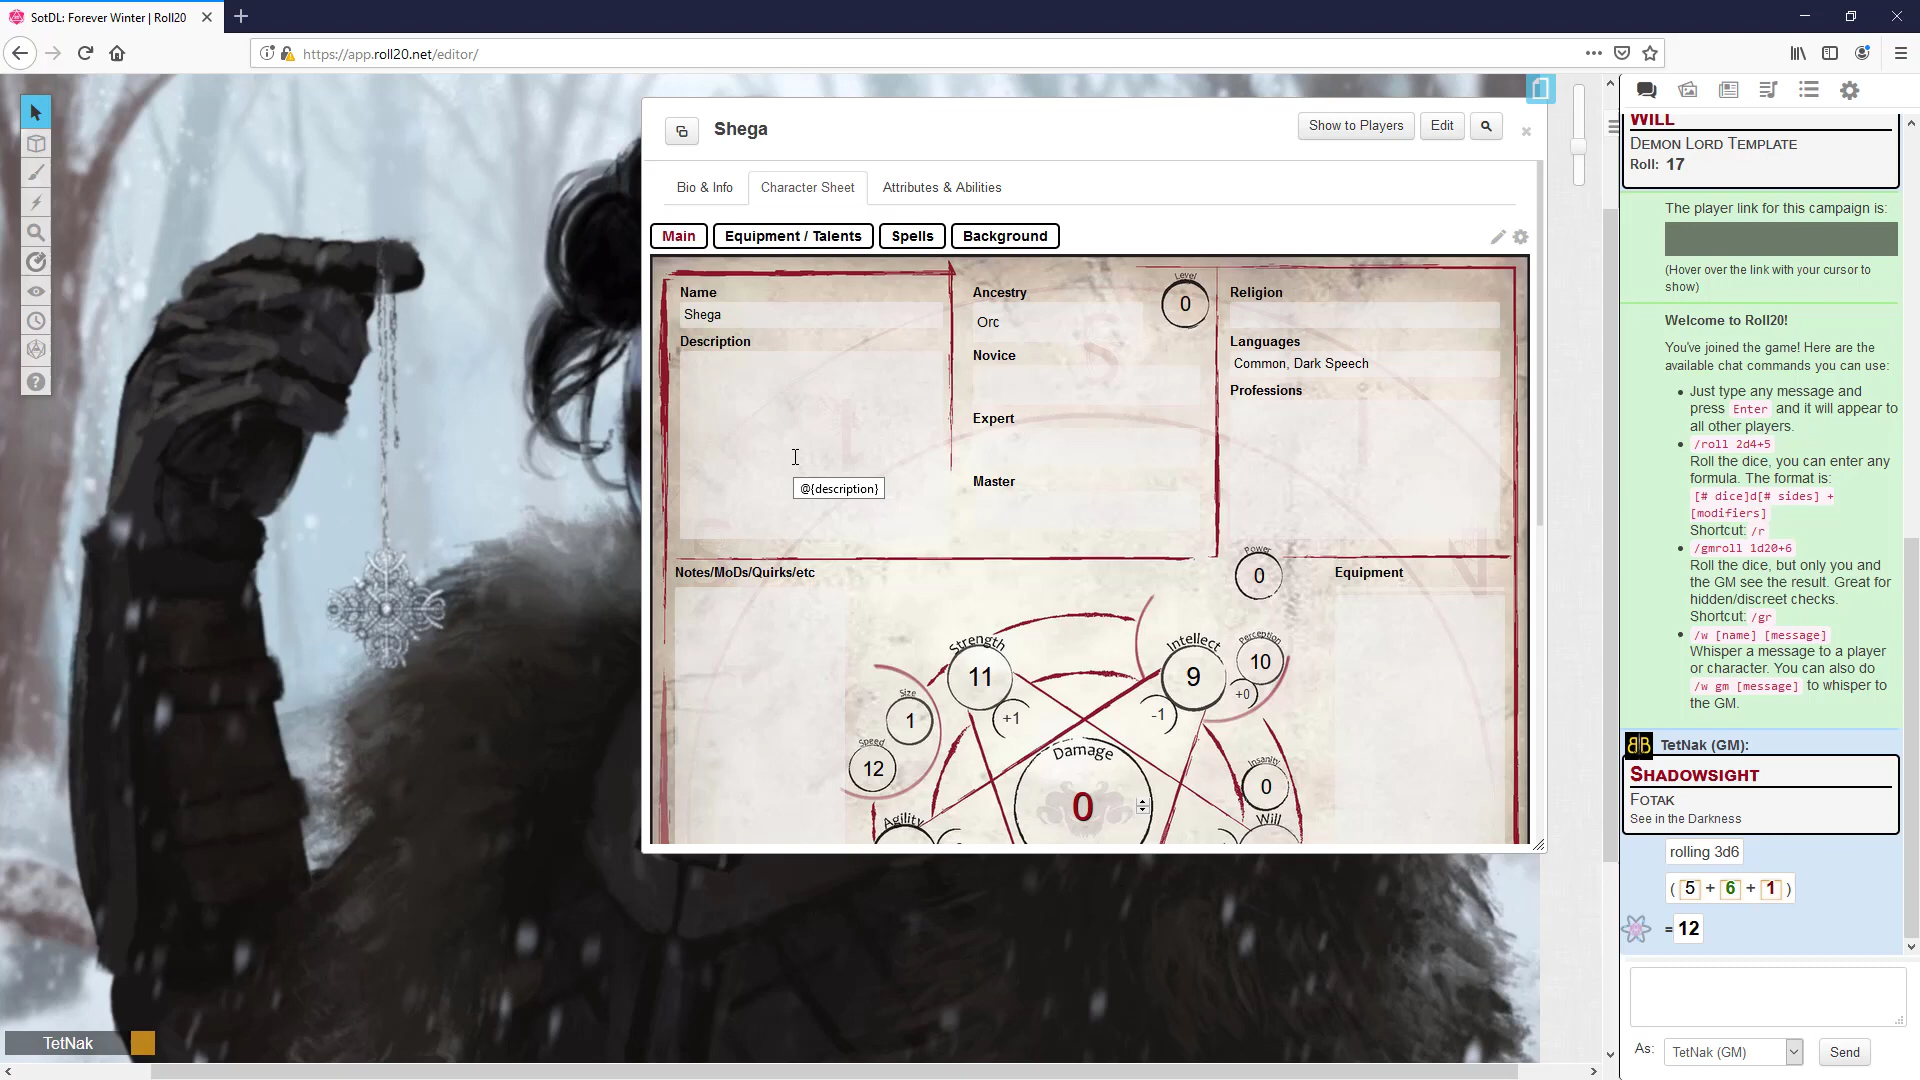 SotDL: Forever Winter | Roll20
https://app.roll20.net/editor/
Shega
Show to Players
Edit
Bio & Info
Character Sheet
Attributes & Abilities
Main
Equipment / Talents
Spells
Background
Name
Shega
Description
@{description}
Ancestry
Orc
Level
0
Novice
Expert
Master
Religion
Languages
Common, Dark Speech
Professions
Notes/MoDs/Quirks/etc
Power
0
Equipment
Strength
11
+1
Intellect
9
-1
Perception
10
+0
Size
1
Speed
12
Damage
0
Insanity
0
Agility
Will
WILL
DEMON LORD TEMPLATE
Roll: 17
The player link for this campaign is:
(Hover over the link with your cursor to
show)
Welcome to Roll20!
You've joined the game! Here are the
available chat commands you can use:
Just type any message and
press Enter and it will appear to
all other players.
/roll 2d4+5
Roll the dice, you can enter any
formula. The format is:
[# dice]d[# sides] +
[modifiers]
Shortcut: /r
/gmroll 1d20+6
Roll the dice, but only you and
the GM see the result. Great for
hidden/discreet checks.
Shortcut: /gr
/w [name] [message]
Whisper a message to a player
or character. You can also do
/w gm [message] to whisper to
the GM.
TetNak (GM):
SHADOWSIGHT
FOTAK
See in the Darkness
rolling 3d6
( 5 + 6 + 1 )
= 12
As:
TetNak (GM)
Send
TetNak